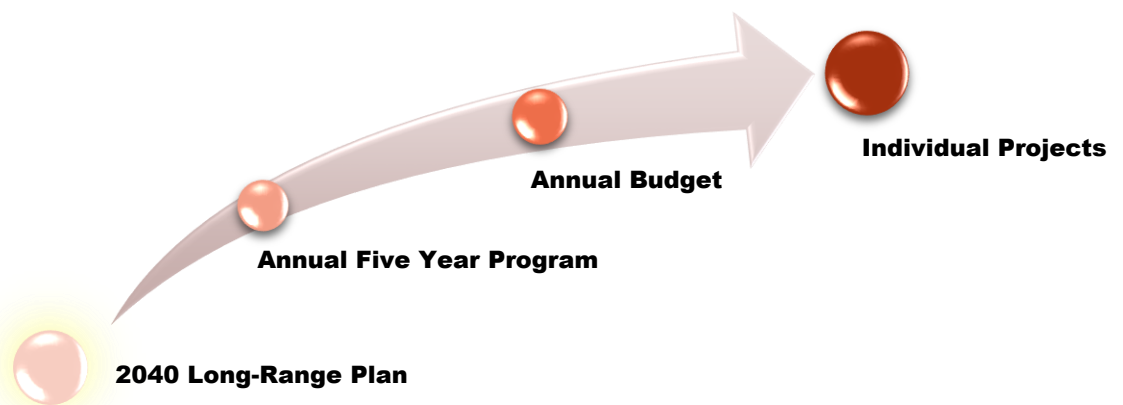 Individual Projects
Annual Budget
Annual Five Year Program
2040 Long-Range Plan